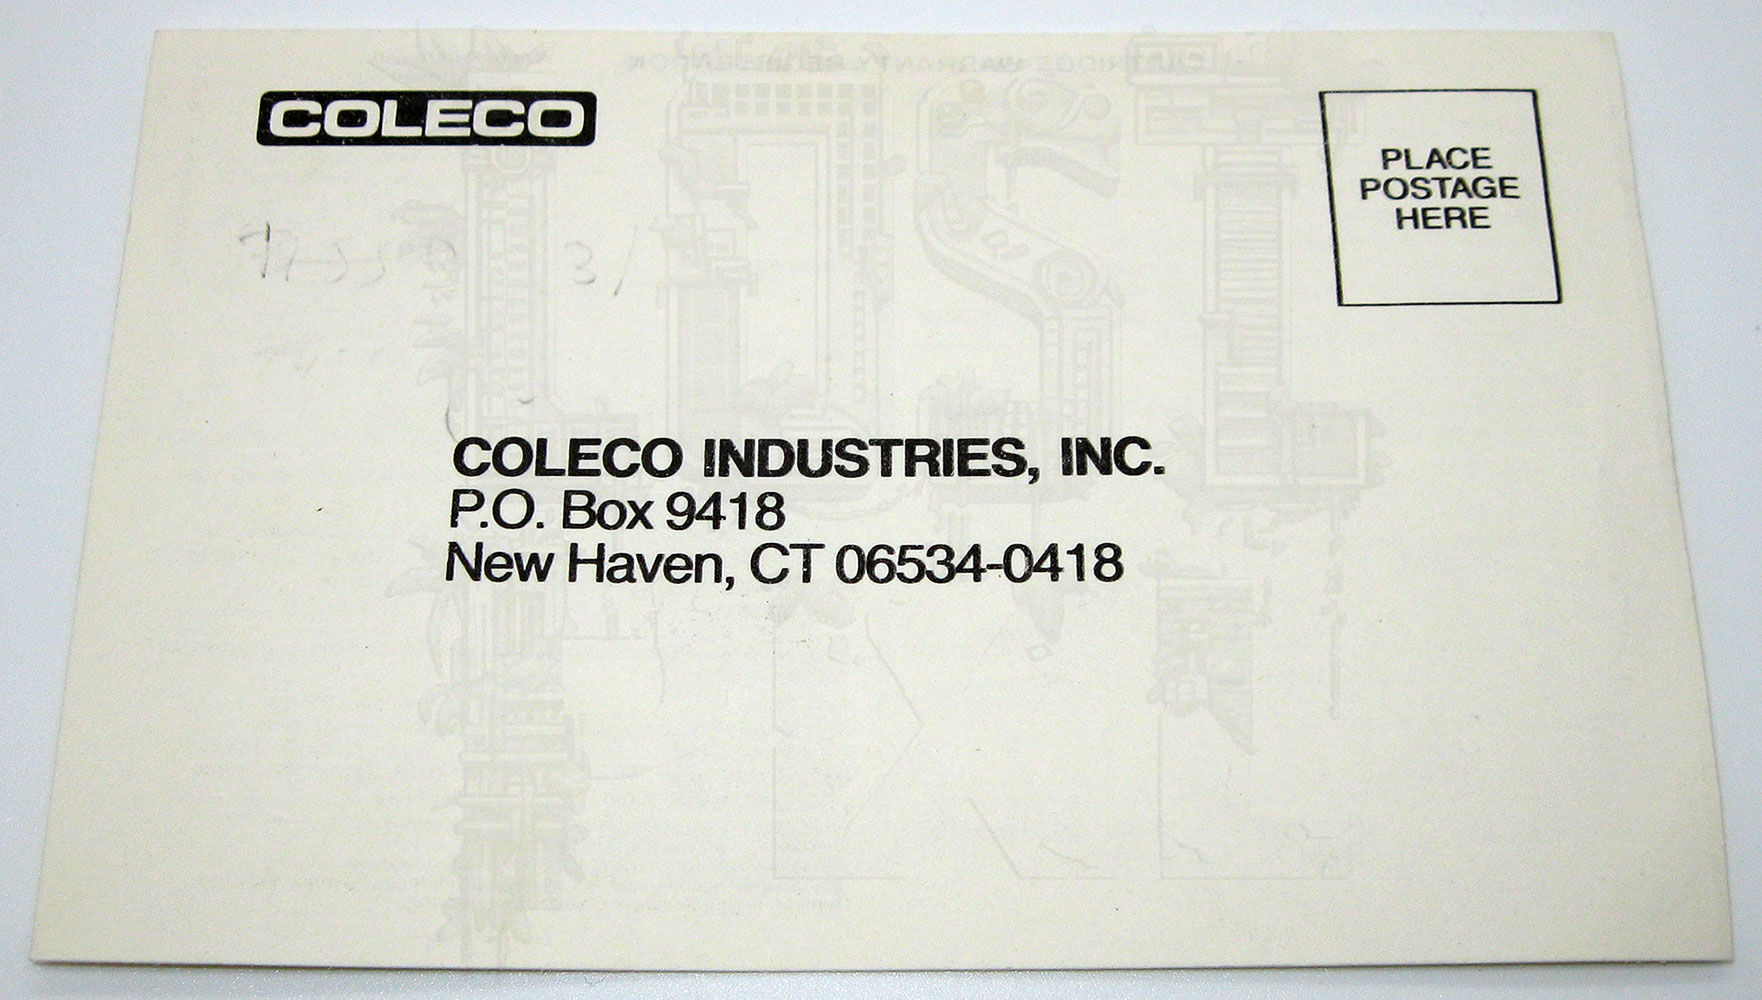 COLECO
PLACE
POSTAGE
HERE
COLECO INDUSTRIES, INC.
P.O. Box 9418
New Haven, CT 06534-0418